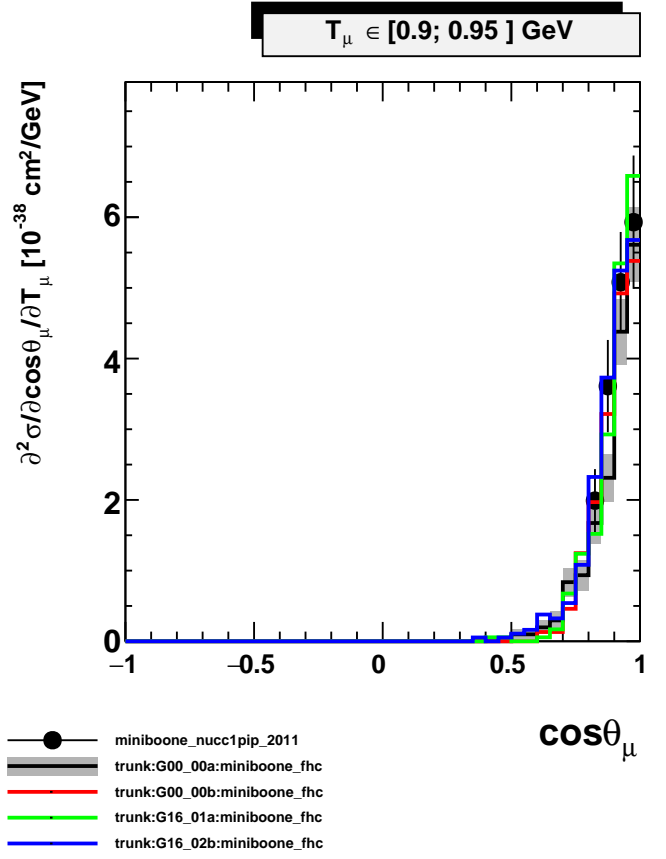 T_μ ∈ [0.9; 0.95 ] GeV
∂²σ/∂cosθ_μ/∂T_μ [10⁻³⁸ cm²/GeV]
6
4
2
0
−1 −0.5 0 0.5 1
cosθ_μ
miniboone_nucc1pip_2011
trunk:G00_00a:miniboone_fhc
trunk:G00_00b:miniboone_fhc
trunk:G16_01a:miniboone_fhc
trunk:G16_02b:miniboone_fhc